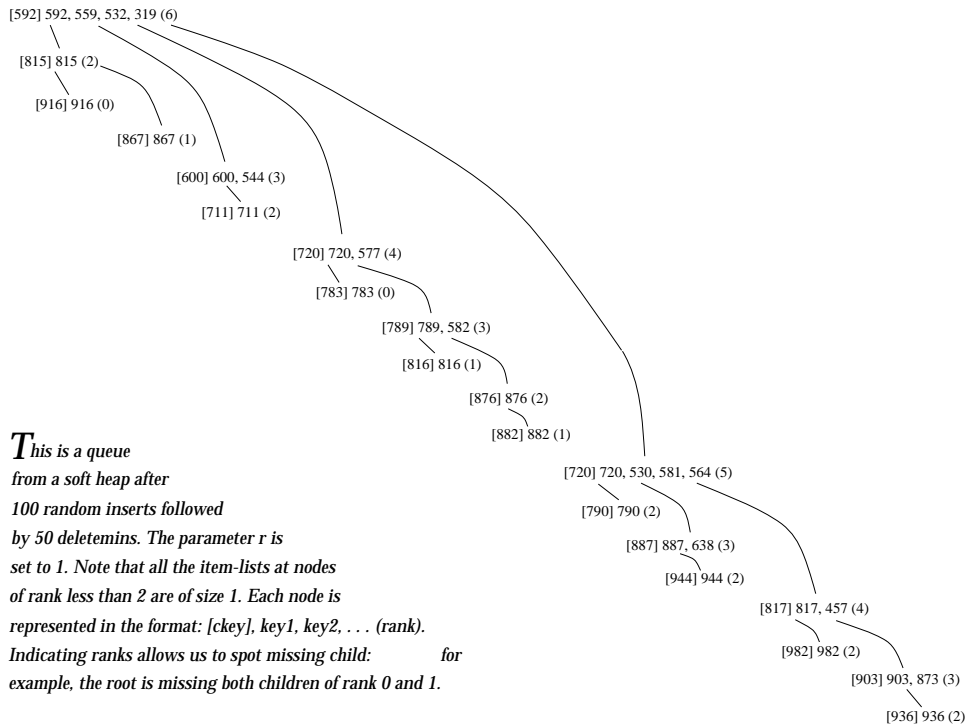 [592] 592, 559, 532, 319 (6)
[815] 815 (2)
[916] 916 (0)
[867] 867 (1)
[600] 600, 544 (3)
[711] 711 (2)
[720] 720, 577 (4)
[783] 783 (0)
[789] 789, 582 (3)
[816] 816 (1)
[876] 876 (2)
[882] 882 (1)
[720] 720, 530, 581, 564 (5)
[790] 790 (2)
[887] 887, 638 (3)
[944] 944 (2)
[817] 817, 457 (4)
[982] 982 (2)
[903] 903, 873 (3)
[936] 936 (2)
This is a queue
from a soft heap after
100 random inserts followed
by 50 deletemins. The parameter r is
set to 1. Note that all the item-lists at nodes
of rank less than 2 are of size 1. Each node is
represented in the format: [ckey], key1, key2, . . . (rank).
Indicating ranks allows us to spot missing child: for
example, the root is missing both children of rank 0 and 1.